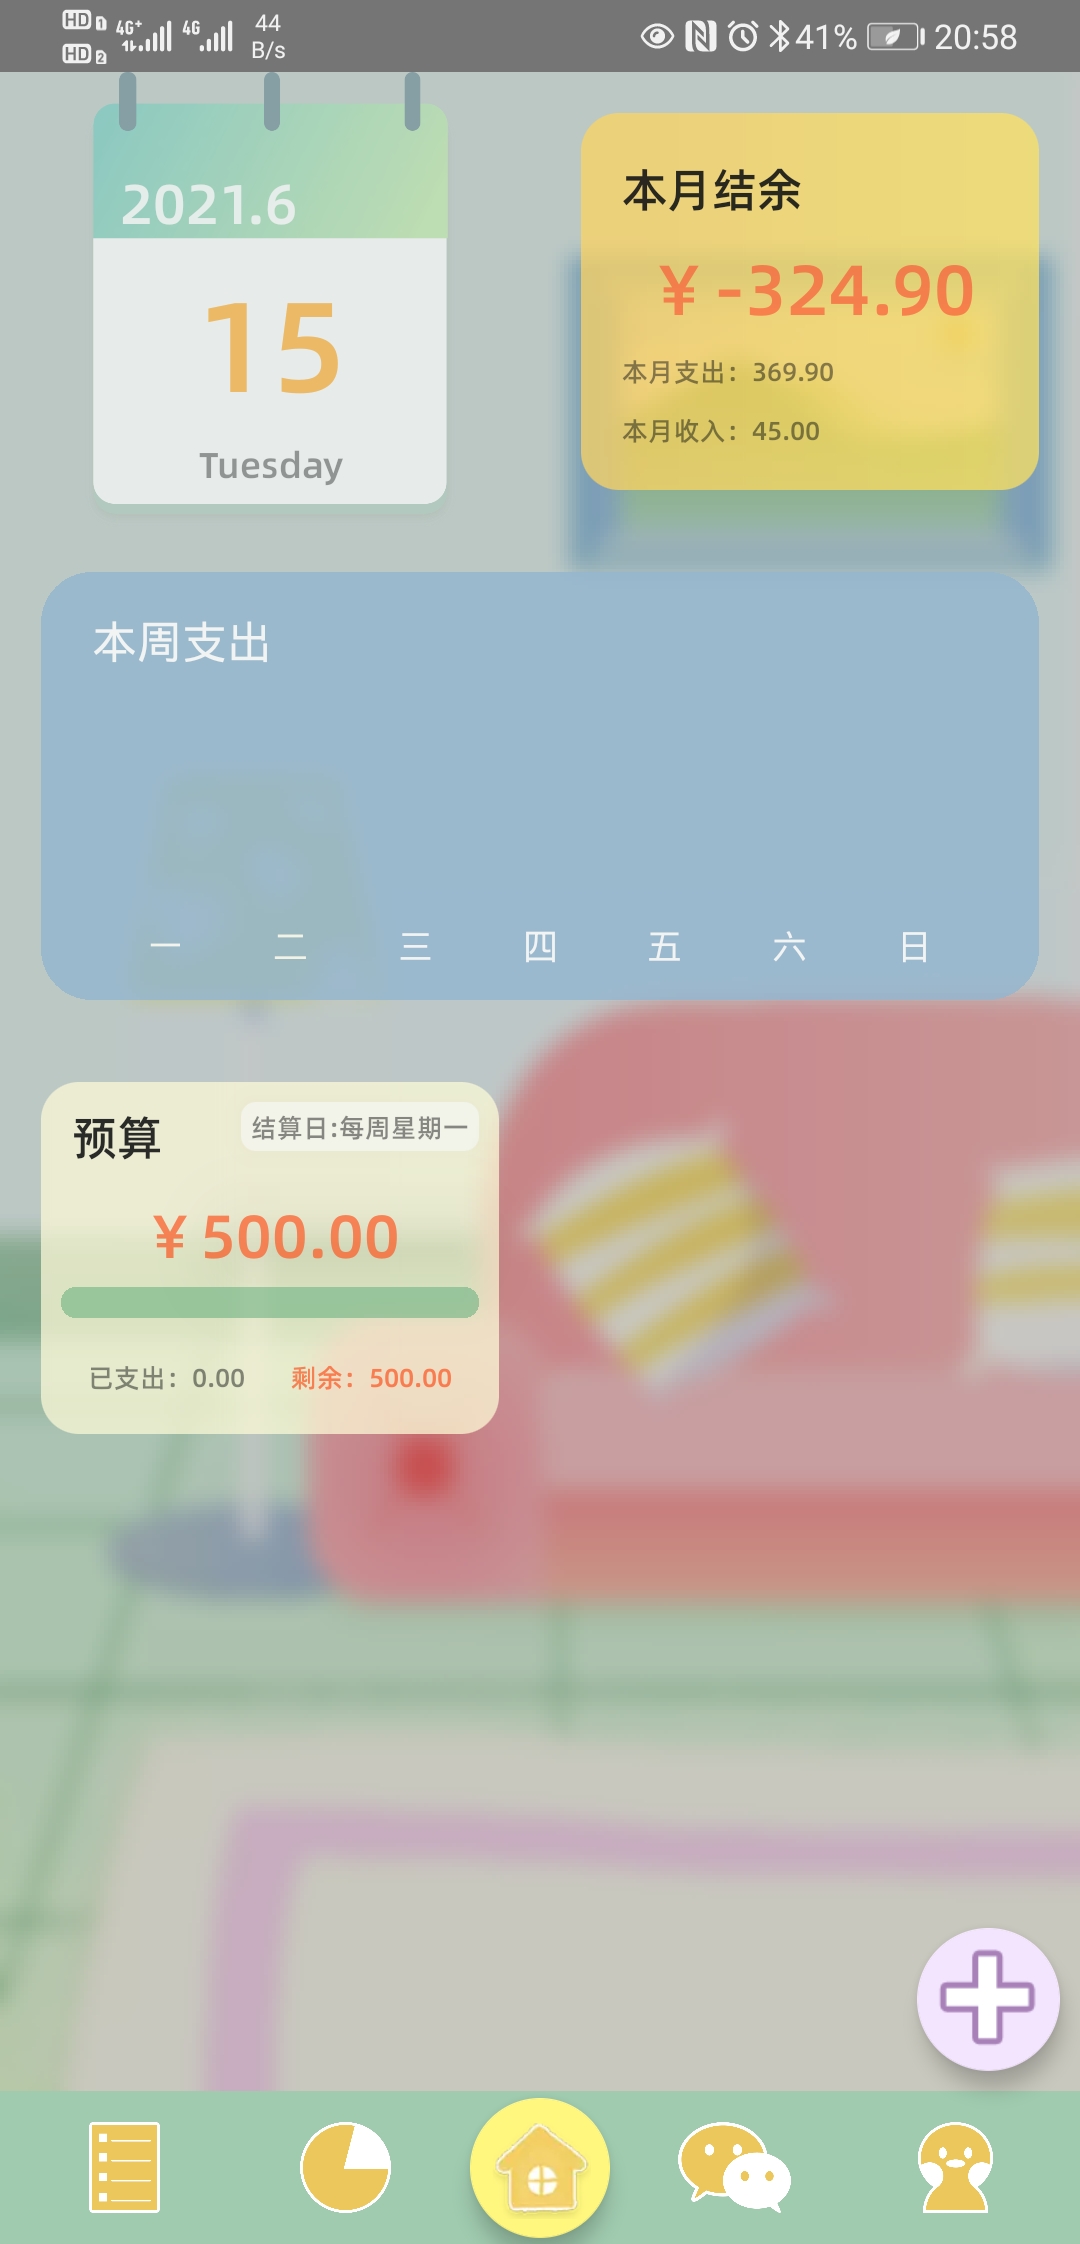 HD 1 4G+ 4G 44 41% 20:58
HD 2 B/s
2021.6
15
Tuesday
本月结余
¥ -324.90
本月支出：369.90
本月收入：45.00
本周支出
一 二 三 四 五 六 日
预算
结算日:每周星期一
¥ 500.00
已支出：0.00 剩余：500.00